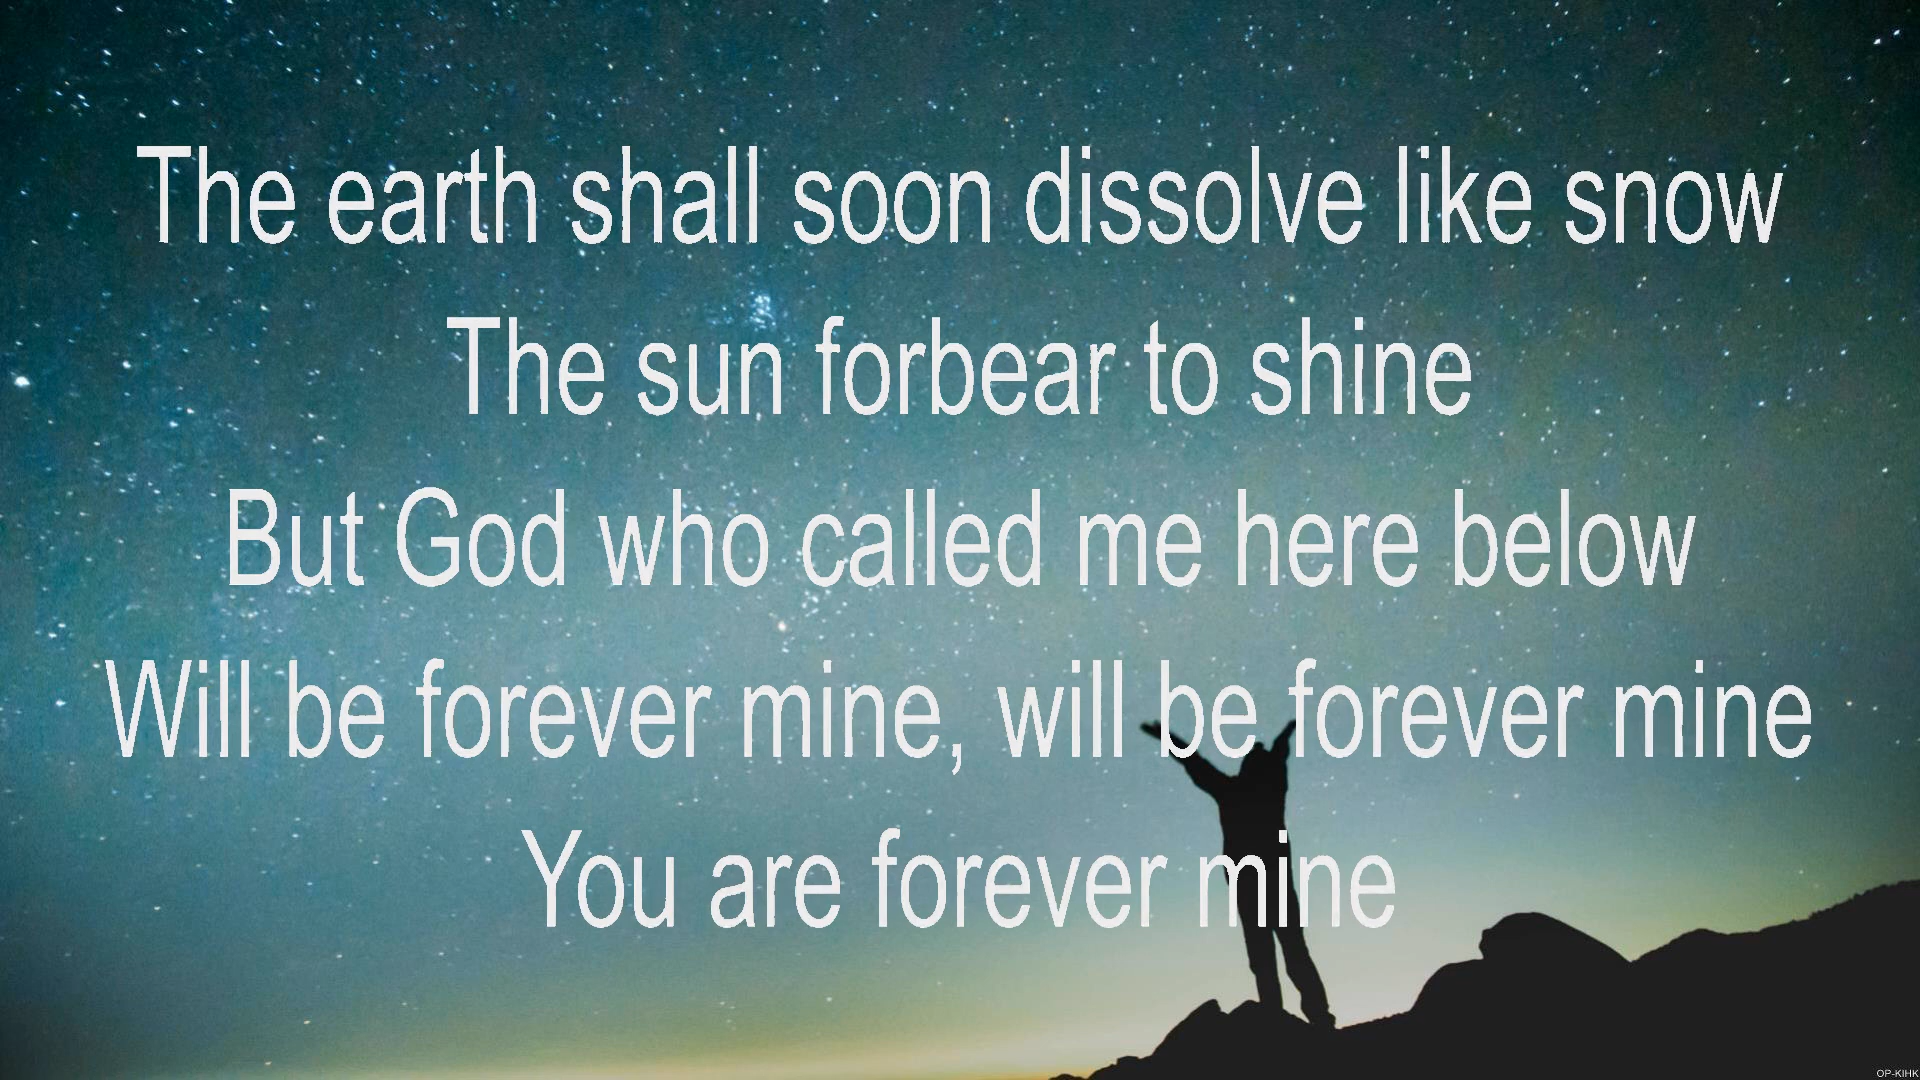 The earth shall soon dissolve like snow
The sun forbear to shine
But God who called me here below
Will be forever mine, will be forever mine
You are forever mine
OP-KIHK